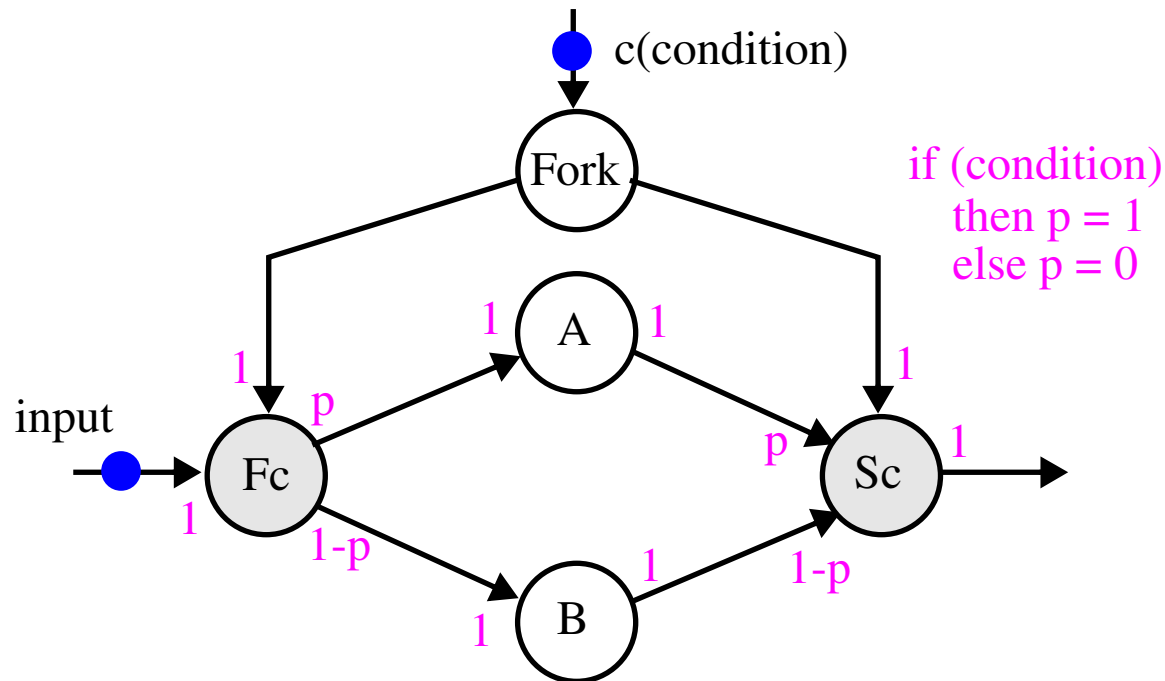 c(condition)
Fork
if (condition)
then p = 1
else p = 0
1
A
1
1
1
input
p
p
1
Fc
Sc
1
1-p
1
1-p
1
B